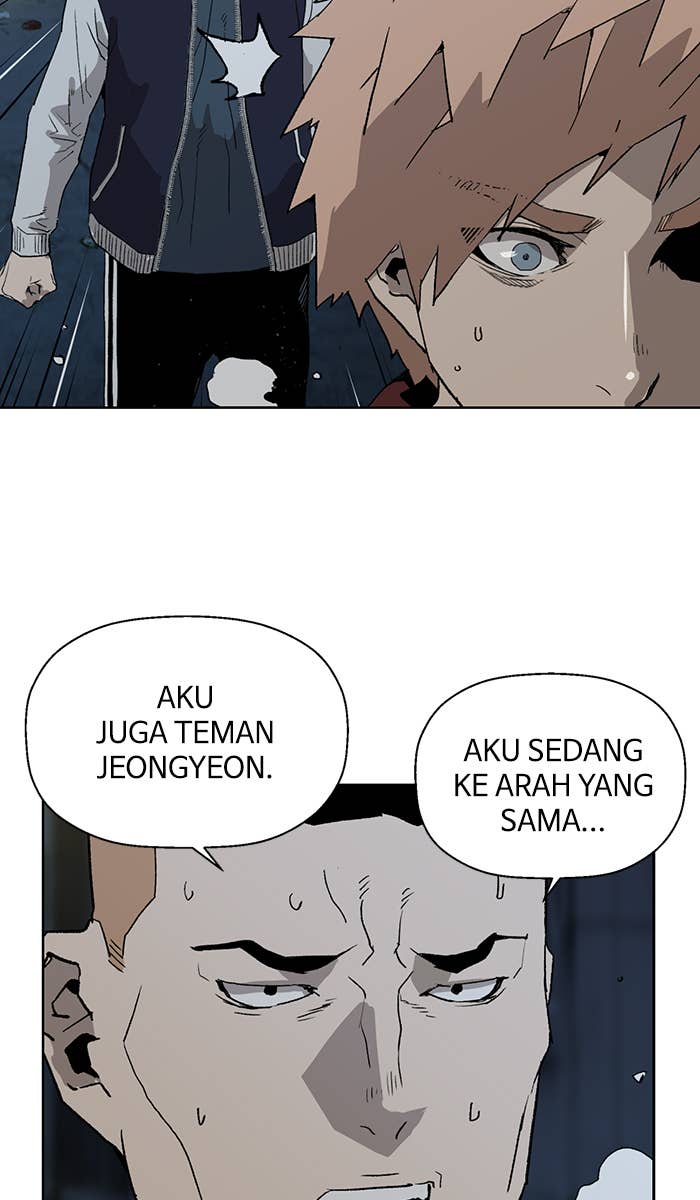 AKU
JUGA TEMAN
JEONGYEON.
AKU SEDANG
KE ARAH YANG
SAMA...